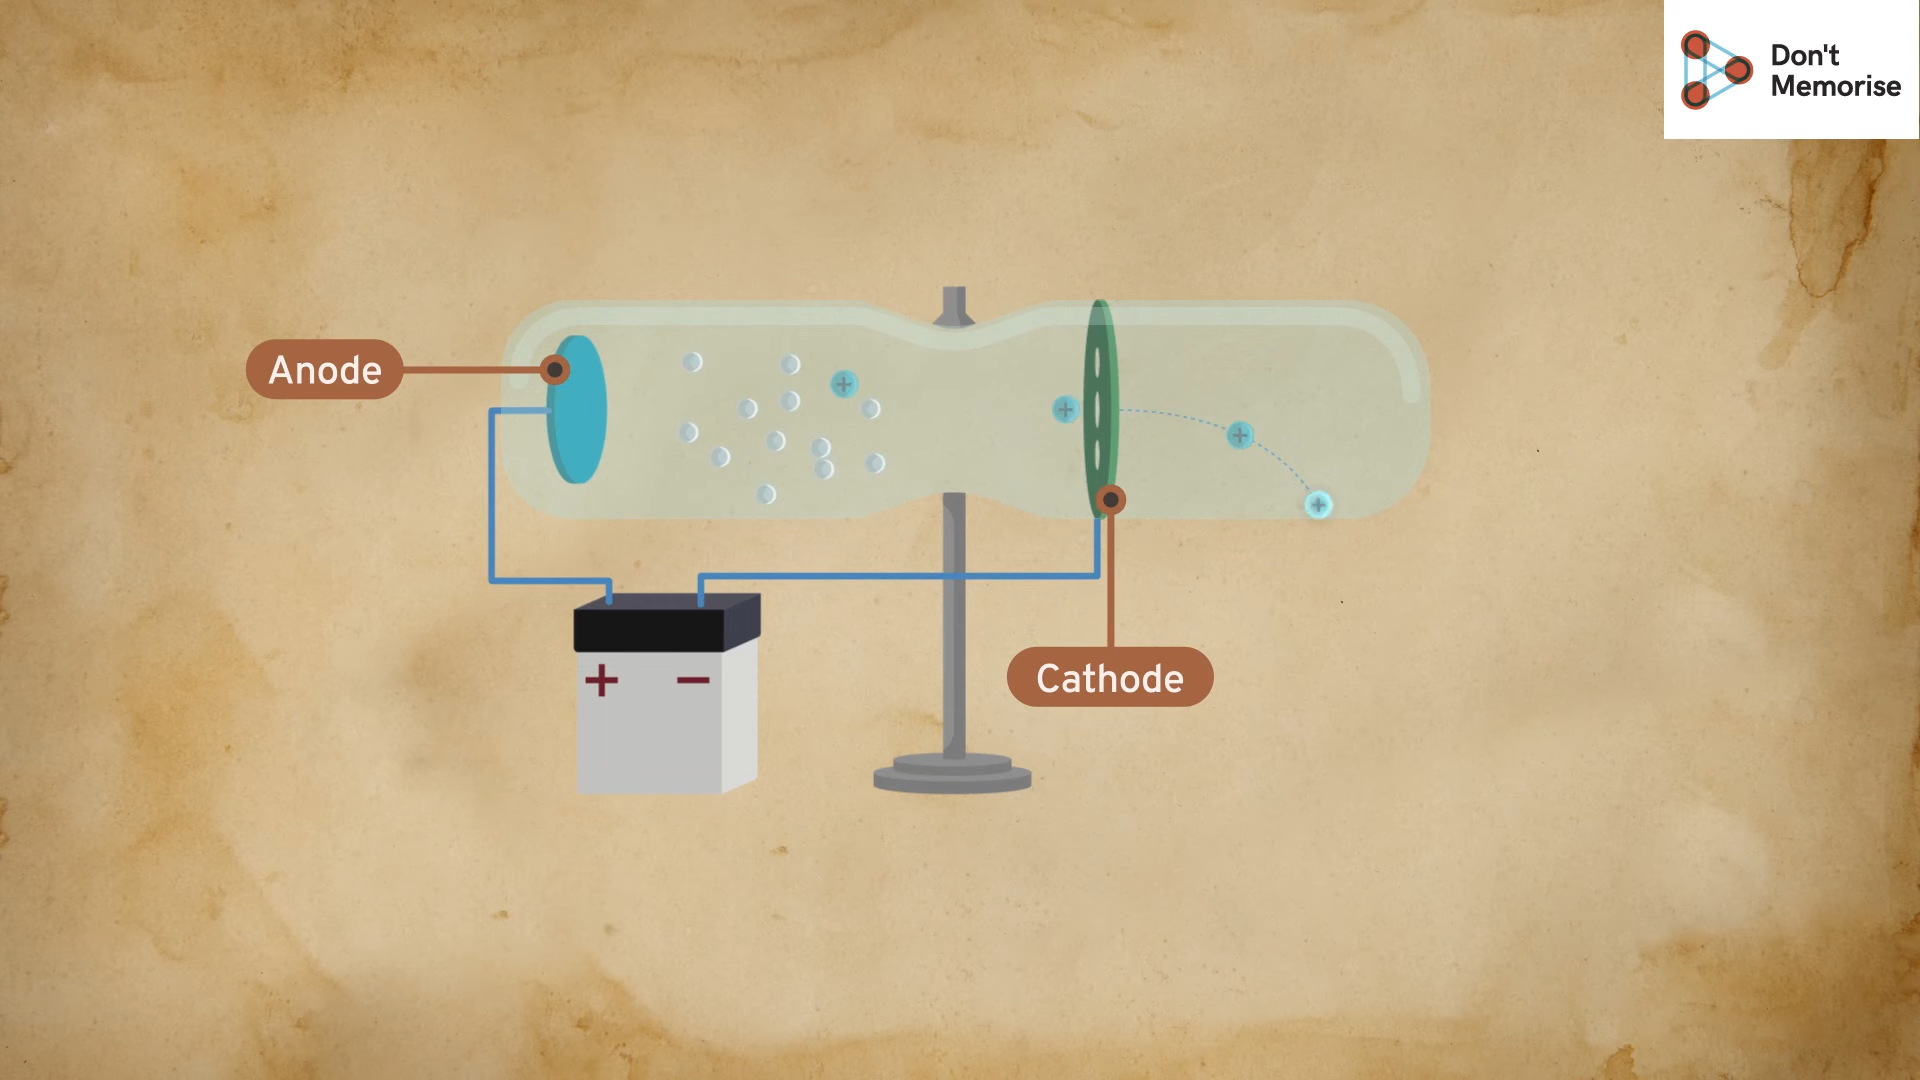 Don't
Memorise
Anode
Cathode
+ −
+
+
+
+